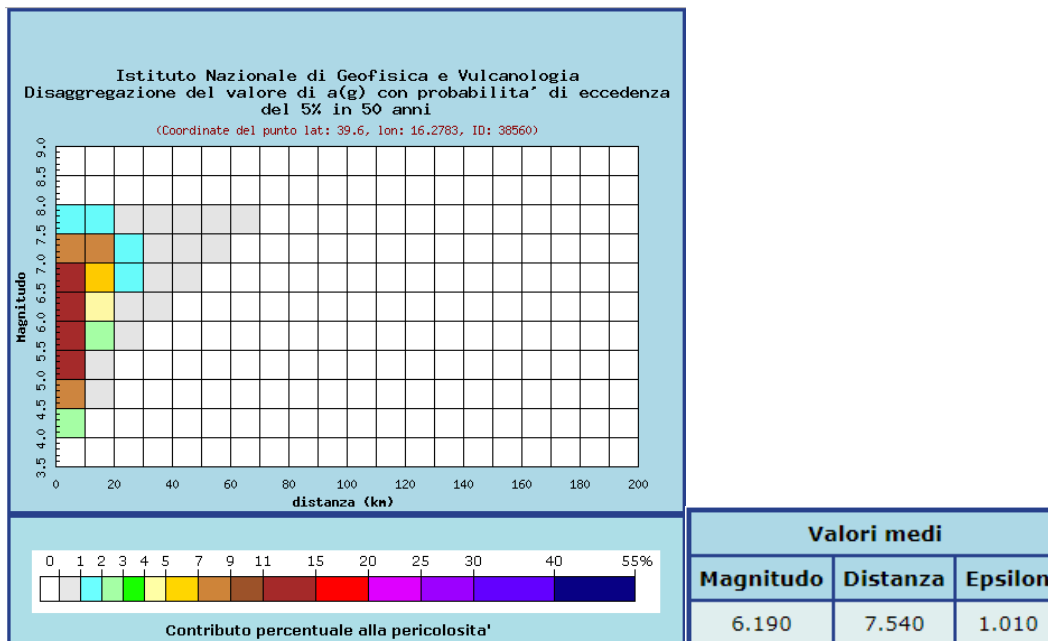 Istituto Nazionale di Geofisica e Vulcanologia
Disaggregazione del valore di a(g) con probabilita' di eccedenza
del 5% in 50 anni
(Coordinate del punto lat: 39.6, lon: 16.2783, ID: 38560)
Magnitudo
9.0
8.5
8.0
7.5
7.0
6.5
6.0
5.5
5.0
4.5
4.0
3.5
0 20 40 60 80 100 120 140 160 180 200
distanza (km)
0 1 2 3 4 5 7 9 11 15 20 25 30 40 55%
Contributo percentuale alla pericolosita'
Valori medi
Magnitudo Distanza Epsilon
6.190 7.540 1.010